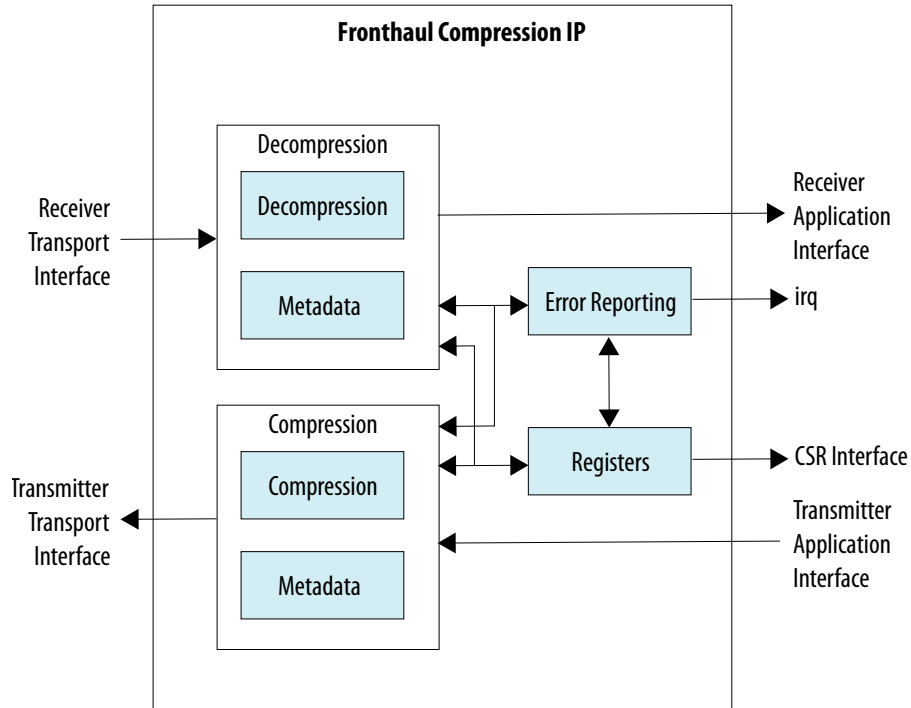 Fronthaul Compression IP
Decompression
Decompression
Metadata
Receiver
Transport
Interface
Receiver
Application
Interface
Error Reporting
irq
Compression
Compression
Metadata
Registers
CSR Interface
Transmitter
Transport
Interface
Transmitter
Application
Interface